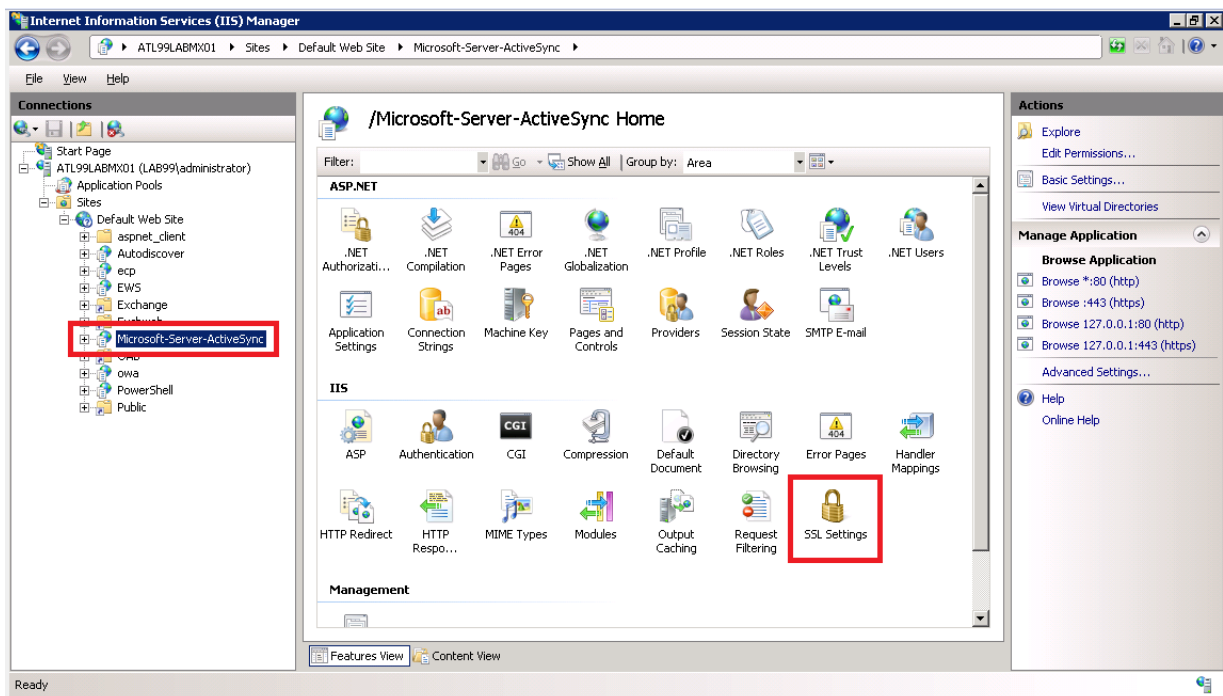 Internet Information Services (IIS) Manager
ATL99LABMX01 Sites Default Web Site Microsoft-Server-ActiveSync
File View Help
Connections
Start Page
ATL99LABMX01 (LAB99\administrator)
Application Pools
Sites
Default Web Site
aspnet_client
Autodiscover
ecp
EWS
Exchange
Exchweb
Microsoft-Server-ActiveSync
OAB
owa
PowerShell
Public
/Microsoft-Server-ActiveSync Home
Filter: Go Show All Group by: Area
ASP.NET
.NET Authorizati...
.NET Compilation
404
.NET Error Pages
.NET Globalization
.NET Profile
.NET Roles
.NET Trust Levels
.NET Users
Application Settings
ab
Connection Strings
Machine Key
Pages and Controls
Providers
Session State
SMTP E-mail
IIS
ASP
Authentication
CGI
CGI
Compression
Default Document
Directory Browsing
404
Error Pages
Handler Mappings
HTTP Redirect
HTTP Respo...
MIME Types
Modules
Output Caching
Request Filtering
SSL Settings
Management
Features View Content View
Actions
Explore
Edit Permissions...
Basic Settings...
View Virtual Directories
Manage Application
Browse Application
Browse *:80 (http)
Browse :443 (https)
Browse 127.0.0.1:80 (http)
Browse 127.0.0.1:443 (https)
Advanced Settings...
Help
Online Help
Ready